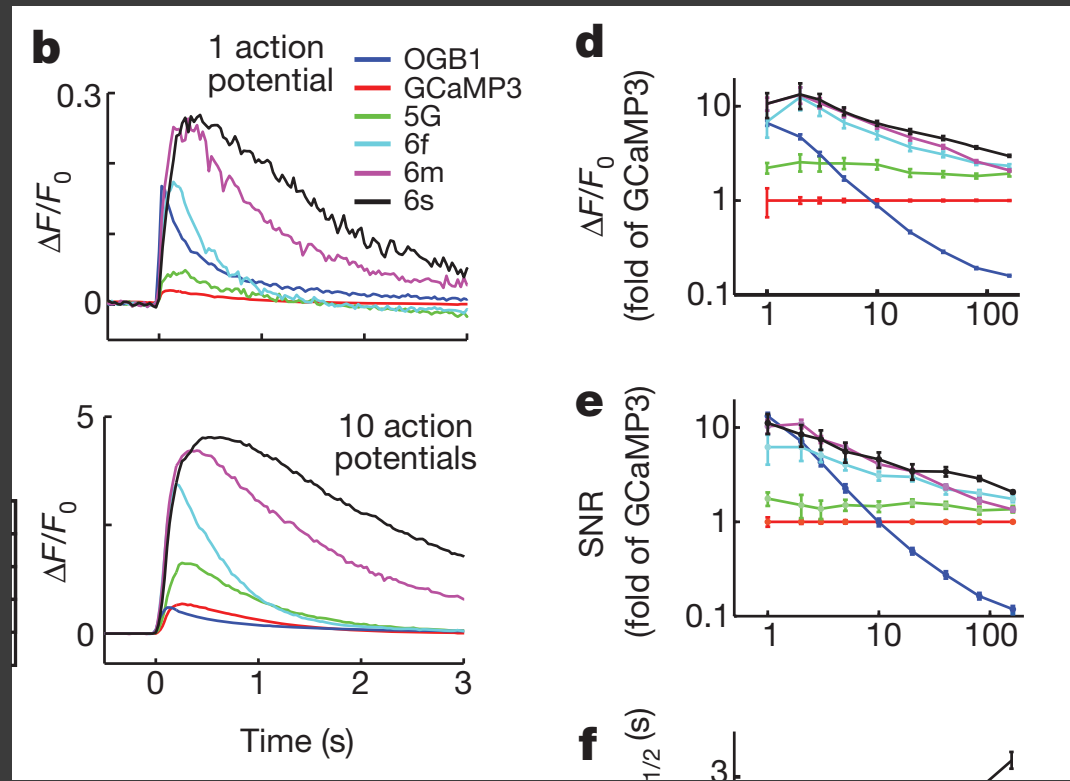 b
1 action
potential
OGB1
GCaMP3
5G
6f
6m
6s
0.3
0
ΔF/F0
10 action
potentials
5
0
ΔF/F0
0 1 2 3
Time (s)
d
10
1
0.1
ΔF/F0
(fold of GCaMP3)
1 10 100
e
10
1
0.1
SNR
(fold of GCaMP3)
1 10 100
f
1/2 (s)
3